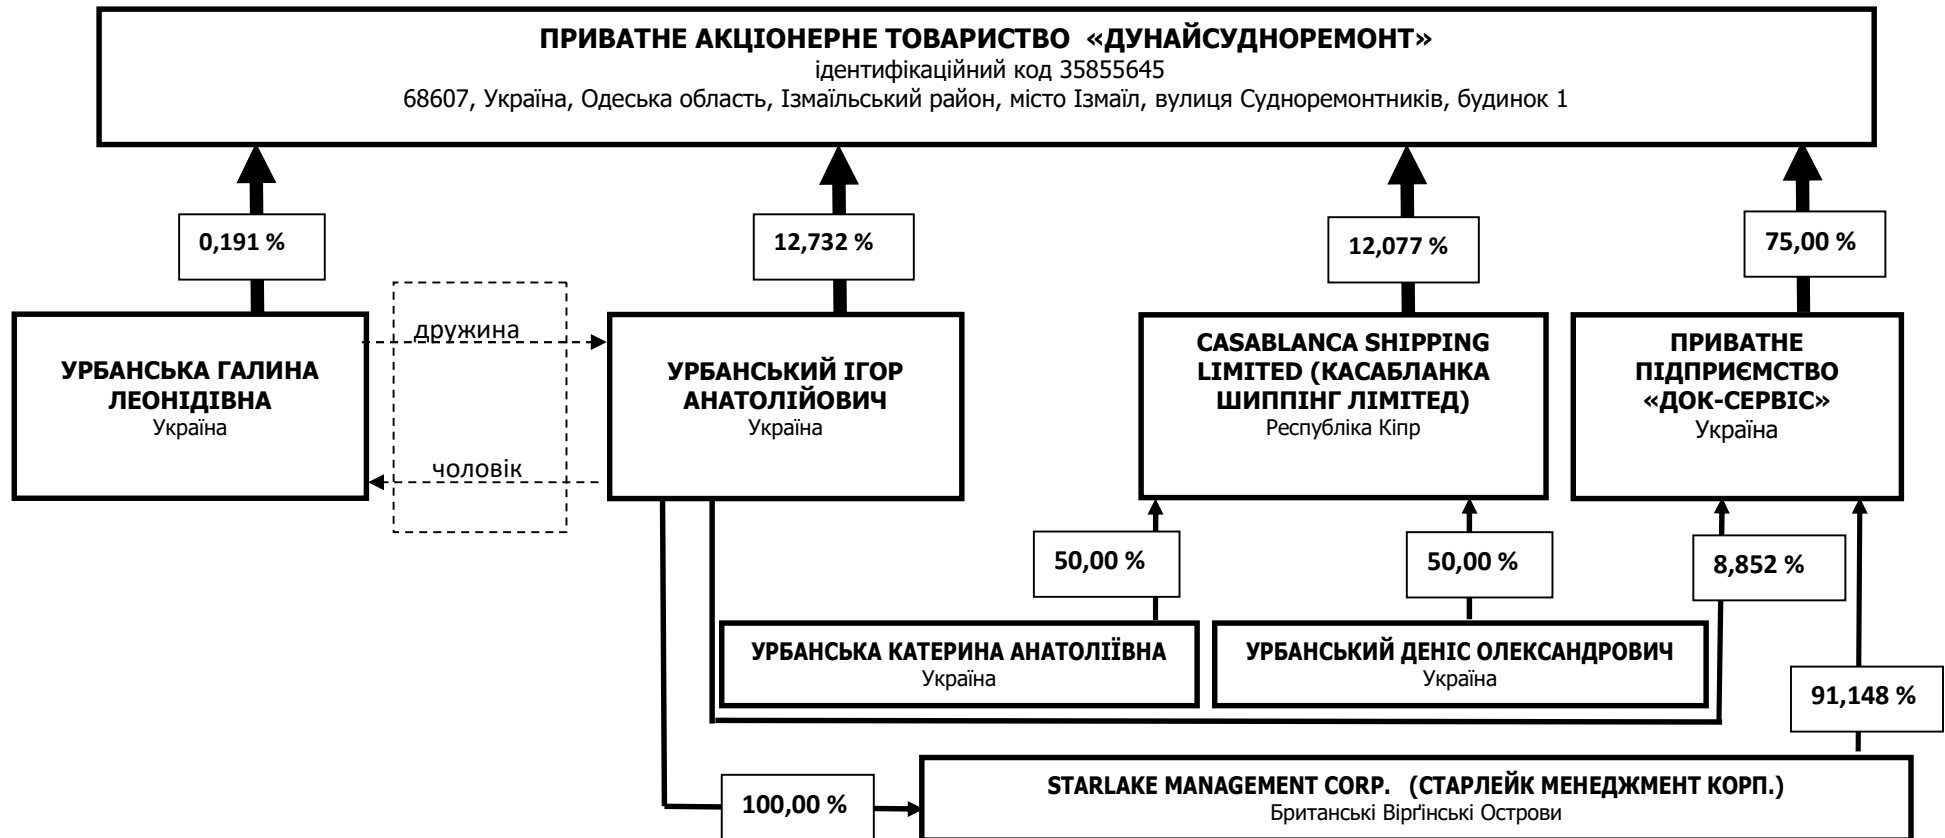 ПРИВАТНЕ АКЦІОНЕРНЕ ТОВАРИСТВО «ДУНАЙСУДНОРЕМОНТ»
ідентифікаційний код 35855645
68607, Україна, Одеська область, Ізмаїльський район, місто Ізмаїл, вулиця Судноремонтників, будинок 1
0,191 %
12,732 %
12,077 %
75,00 %
дружина
чоловік
УРБАНСЬКА ГАЛИНА
ЛЕОНІДІВНА
Україна
УРБАНСЬКИЙ ІГОР
АНАТОЛІЙОВИЧ
Україна
CASABLANCA SHIPPING
LIMITED (КАСАБЛАНКА
ШИППІНГ ЛІМІТЕД)
Республіка Кіпр
ПРИВАТНЕ
ПІДПРИЄМСТВО
«ДОК-СЕРВІС»
Україна
50,00 %
50,00 %
8,852 %
УРБАНСЬКА КАТЕРИНА АНАТОЛІЇВНА
Україна
УРБАНСЬКИЙ ДЕНІС ОЛЕКСАНДРОВИЧ
Україна
91,148 %
100,00 %
STARLAKE MANAGEMENT CORP. (СТАРЛЕЙК МЕНЕДЖМЕНТ КОРП.)
Британські Вірґінські Острови